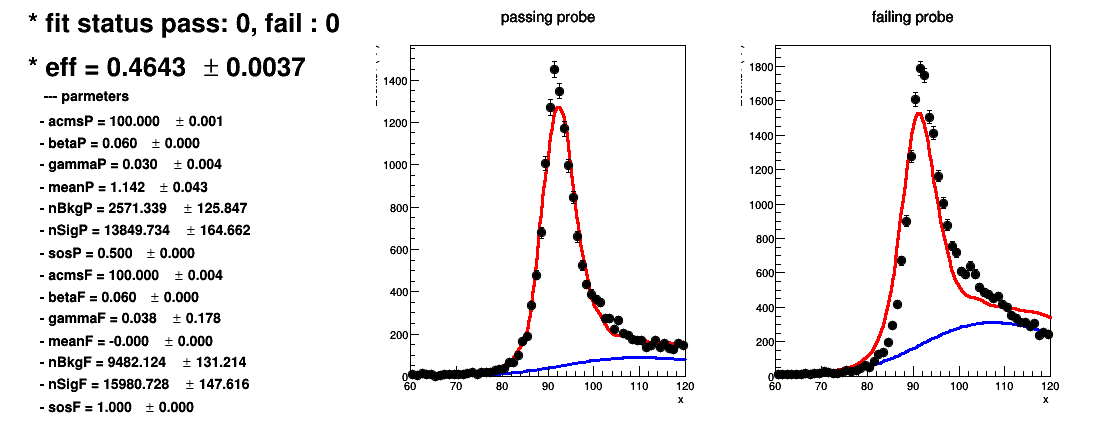 * fit status pass: 0, fail : 0
* eff = 0.4643 ± 0.0037
--- parmeters
- acmsP = 100.000 ± 0.001
- betaP = 0.060 ± 0.000
- gammaP = 0.030 ± 0.004
- meanP = 1.142 ± 0.043
- nBkgP = 2571.339 ± 125.847
- nSigP = 13849.734 ± 164.662
- sosP = 0.500 ± 0.000
- acmsF = 100.000 ± 0.004
- betaF = 0.060 ± 0.000
- gammaF = 0.038 ± 0.178
- meanF = -0.000 ± 0.000
- nBkgF = 9482.124 ± 131.214
- nSigF = 15980.728 ± 147.616
- sosF = 1.000 ± 0.000
passing probe
1400
1200
1000
800
600
400
200
0
60 70 80 90 100 110 120
x
failing probe
1800
1600
1400
1200
1000
800
600
400
200
0
60 70 80 90 100 110 120
x